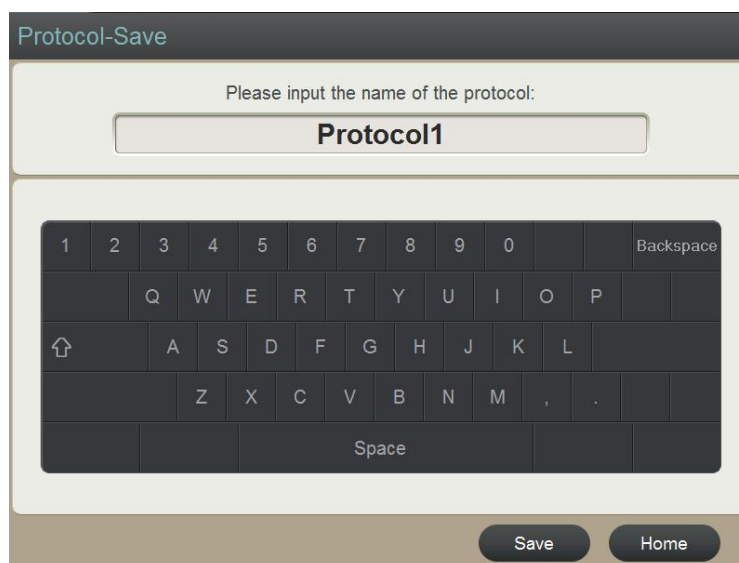 Protocol-Save
Please input the name of the protocol:
Protocol1
1 2 3 4 5 6 7 8 9 0 Backspace
Q W E R T Y U I O P
A S D F G H J K L
Z X C V B N M , .
Space
Save Home